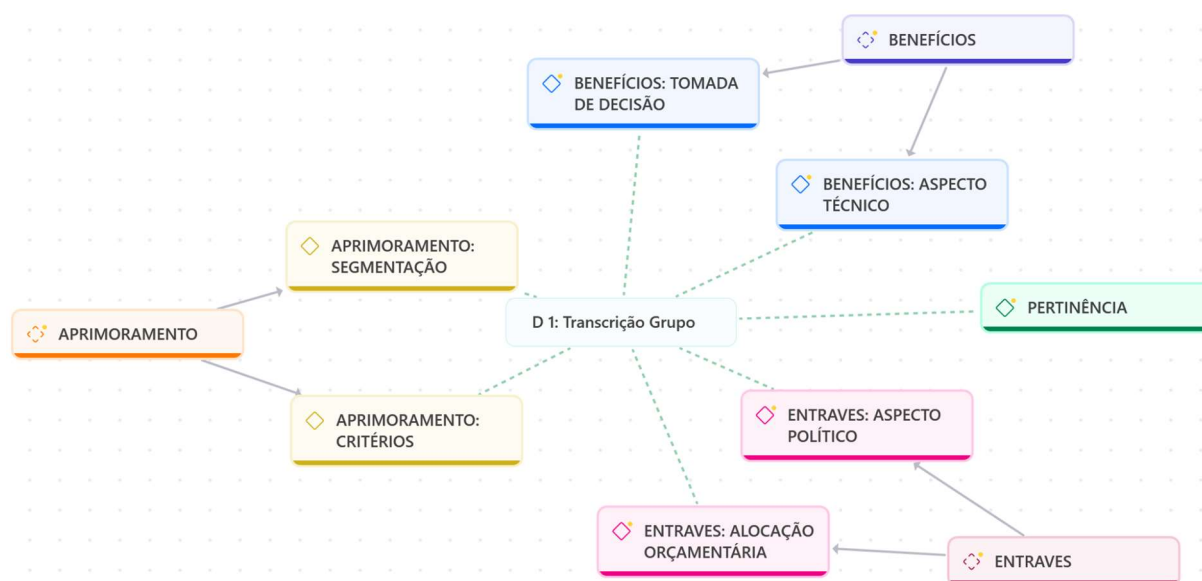 BENEFÍCIOS
BENEFÍCIOS: TOMADA
DE DECISÃO
BENEFÍCIOS: ASPECTO
TÉCNICO
APRIMORAMENTO:
SEGMENTAÇÃO
PERTINÊNCIA
D 1: Transcrição Grupo
APRIMORAMENTO
APRIMORAMENTO:
CRITÉRIOS
ENTRAVES: ASPECTO
POLÍTICO
ENTRAVES: ALOCAÇÃO
ORÇAMENTÁRIA
ENTRAVES